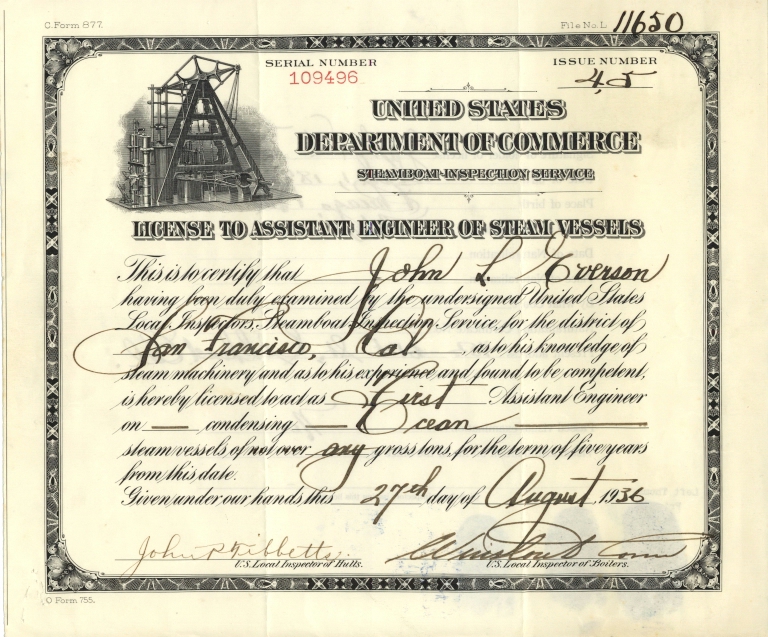 C. Form 877.
File No. L 11650
SERIAL NUMBER
109496
ISSUE NUMBER
4,5
UNITED STATES
DEPARTMENT OF COMMERCE
STEAMBOAT-INSPECTION SERVICE
LICENSE TO ASSISTANT ENGINEER OF STEAM VESSELS
This is to certify that John L. Everson
having been duly examined by the undersigned United States
Local Inspectors, Steamboat-Inspection Service, for the district of
San Francisco, Cal, as to his knowledge of
steam machinery and as to his experience and found to be competent,
is hereby licensed to act as First Assistant Engineer
on — condensing Ocean
steam vessels of not over any gross tons, for the term of five years
from this date.
Given under our hands this 27th day of August, 1936
John P. Tibbetts
U.S. Local Inspector of Hulls.
U.S. Local Inspector of Boilers.
O Form 755.